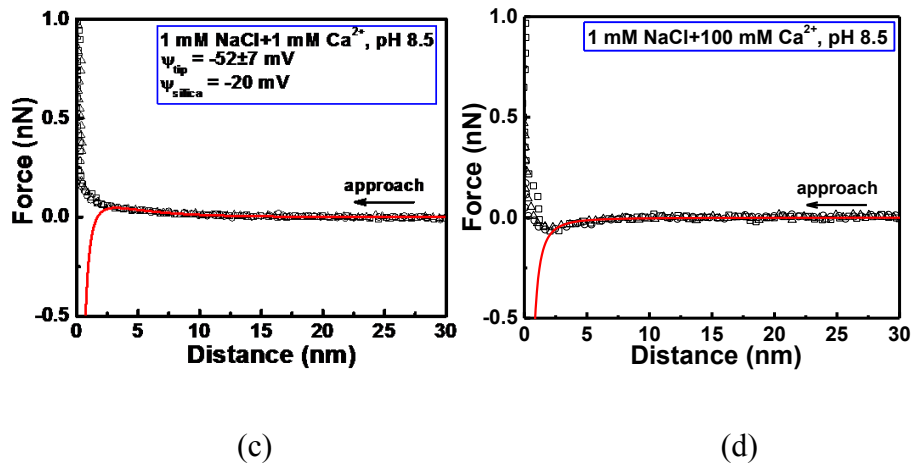 1 mM NaCl+1 mM Ca²⁺, pH 8.5
Ψtip = -52±7 mV
Ψsilica = -20 mV
approach
Force (nN)
1.0
0.5
0.0
-0.5
0 5 10 15 20 25 30
Distance (nm)
(c)
1 mM NaCl+100 mM Ca²⁺, pH 8.5
approach
Force (nN)
1.0
0.5
0.0
-0.5
0 5 10 15 20 25 30
Distance (nm)
(d)